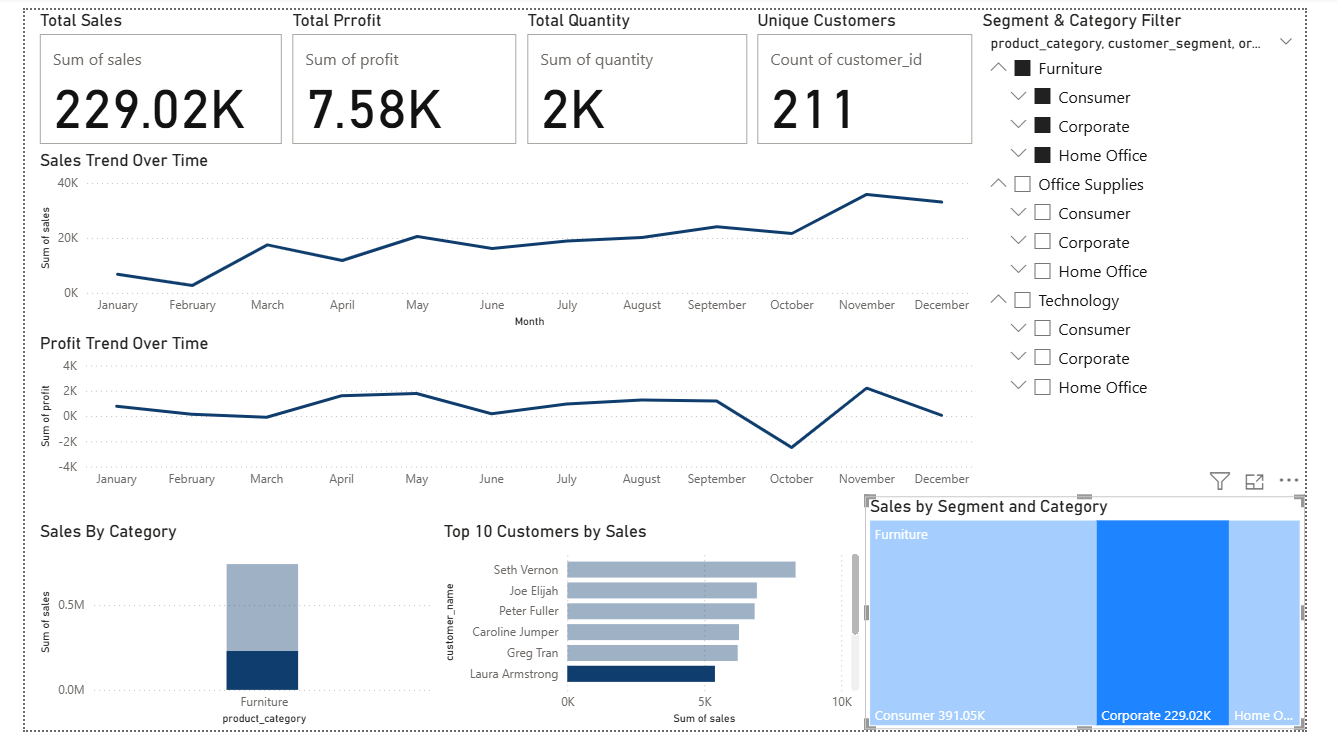 Total Sales
Sum of sales
229.02K
Total Prrofit
Sum of profit
7.58K
Total Quantity
Sum of quantity
2K
Unique Customers
Count of customer_id
211
Segment & Category Filter
product_category, customer_segment, or...
Furniture
Consumer
Corporate
Home Office
Office Supplies
Consumer
Corporate
Home Office
Technology
Consumer
Corporate
Home Office
Sales Trend Over Time
Sum of sales
40K
20K
0K
January February March April May June July August September October November December
Month
Profit Trend Over Time
Sum of profit
4K
2K
0K
-2K
-4K
January February March April May June July August September October November December
Sales By Category
Sum of sales
0.5M
0.0M
Furniture
product_category
Top 10 Customers by Sales
customer_name
Seth Vernon
Joe Elijah
Peter Fuller
Caroline Jumper
Greg Tran
Laura Armstrong
0K 5K 10K
Sum of sales
Sales by Segment and Category
Furniture
Consumer 391.05K
Corporate 229.02K
Home O...